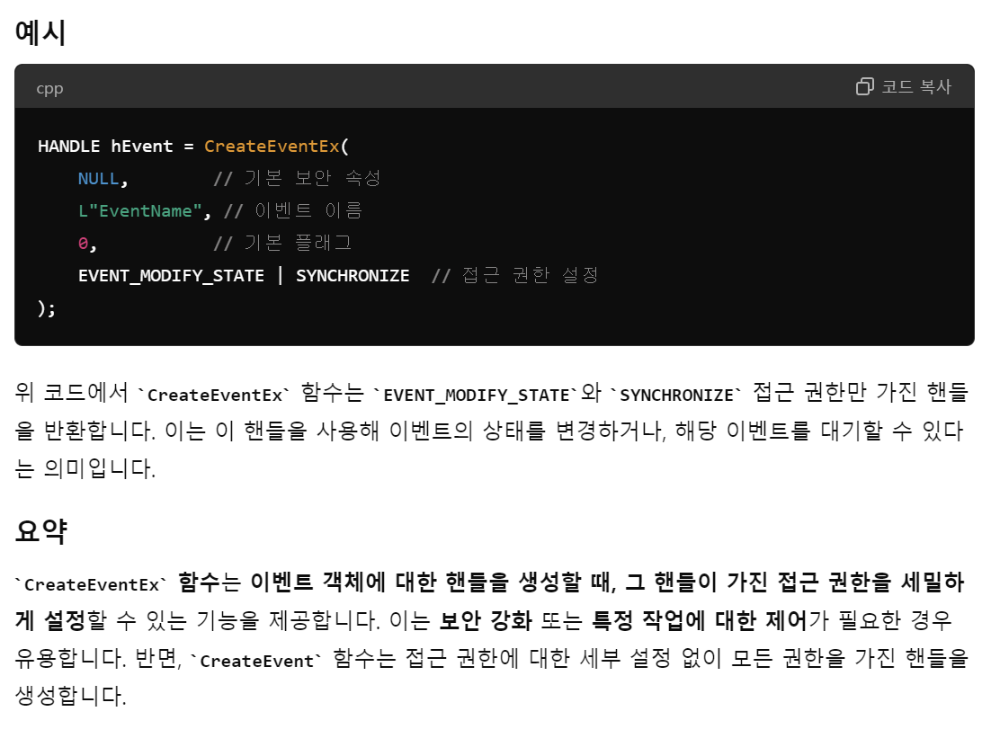 예시
cpp
코드 복사
HANDLE hEvent = CreateEventEx(
    NULL,        // 기본 보안 속성
    L"EventName", // 이벤트 이름
    0,           // 기본 플래그
    EVENT_MODIFY_STATE | SYNCHRONIZE  // 접근 권한 설정
);
위 코드에서 `CreateEventEx` 함수는 `EVENT_MODIFY_STATE`와 `SYNCHRONIZE` 접근 권한만 가진 핸들
을 반환합니다. 이는 이 핸들을 사용해 이벤트의 상태를 변경하거나, 해당 이벤트를 대기할 수 있다
는 의미입니다.
요약
`CreateEventEx` 함수는 이벤트 객체에 대한 핸들을 생성할 때, 그 핸들이 가진 접근 권한을 세밀하
게 설정할 수 있는 기능을 제공합니다. 이는 보안 강화 또는 특정 작업에 대한 제어가 필요한 경우
유용합니다. 반면, `CreateEvent` 함수는 접근 권한에 대한 세부 설정 없이 모든 권한을 가진 핸들을
생성합니다.